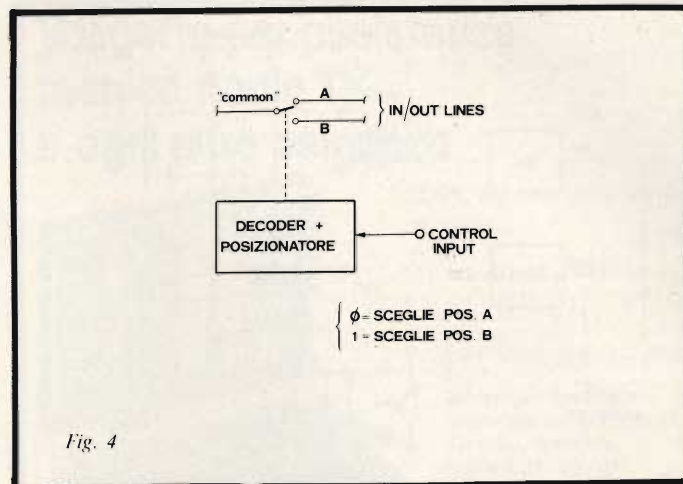 "common"
A
B
IN/OUT LINES
DECODER +
POSIZIONATORE
CONTROL
INPUT
ϕ = SCEGLIE POS. A
1 = SCEGLIE POS. B
Fig. 4